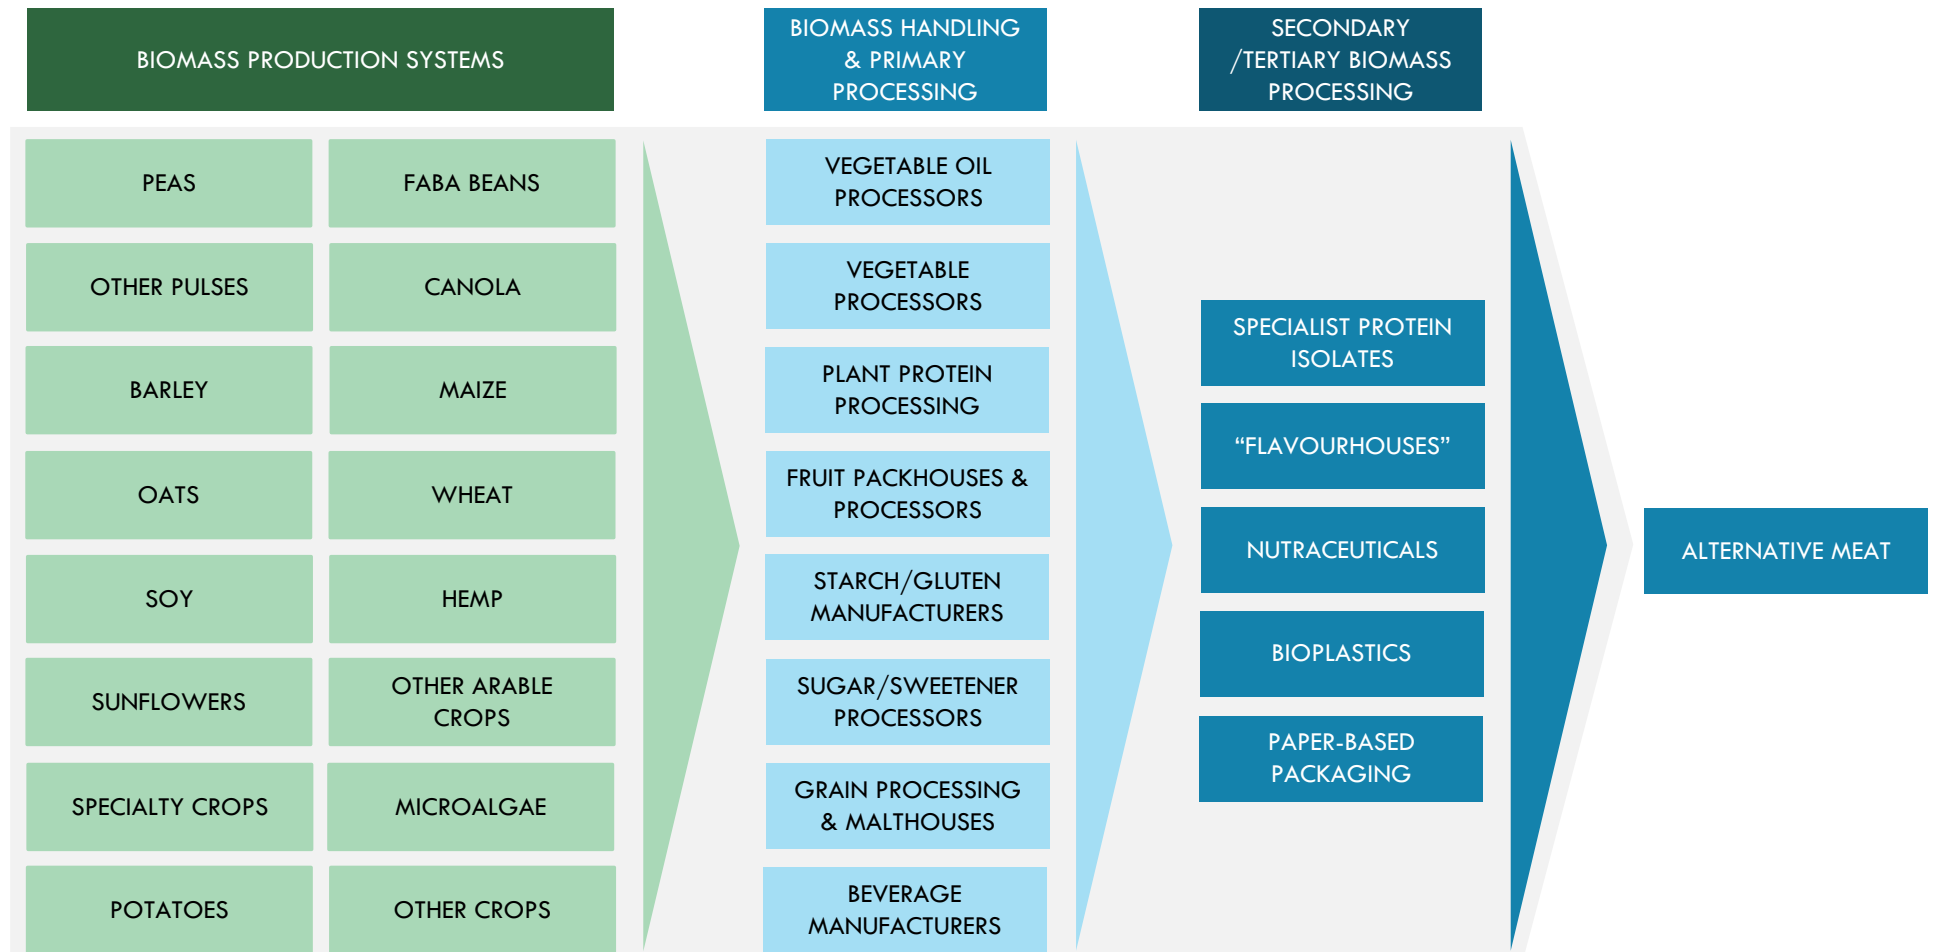 BIOMASS PRODUCTION SYSTEMS
BIOMASS HANDLING
& PRIMARY
PROCESSING
SECONDARY
/TERTIARY BIOMASS
PROCESSING
PEAS
FABA BEANS
OTHER PULSES
CANOLA
BARLEY
MAIZE
OATS
WHEAT
SOY
HEMP
SUNFLOWERS
OTHER ARABLE
CROPS
SPECIALTY CROPS
MICROALGAE
POTATOES
OTHER CROPS
VEGETABLE OIL
PROCESSORS
VEGETABLE
PROCESSORS
PLANT PROTEIN
PROCESSING
FRUIT PACKHOUSES &
PROCESSORS
STARCH/GLUTEN
MANUFACTURERS
SUGAR/SWEETENER
PROCESSORS
GRAIN PROCESSING
& MALTHOUSES
BEVERAGE
MANUFACTURERS
SPECIALIST PROTEIN
ISOLATES
“FLAVOURHOUSES”
NUTRACEUTICALS
BIOPLASTICS
PAPER-BASED
PACKAGING
ALTERNATIVE MEAT